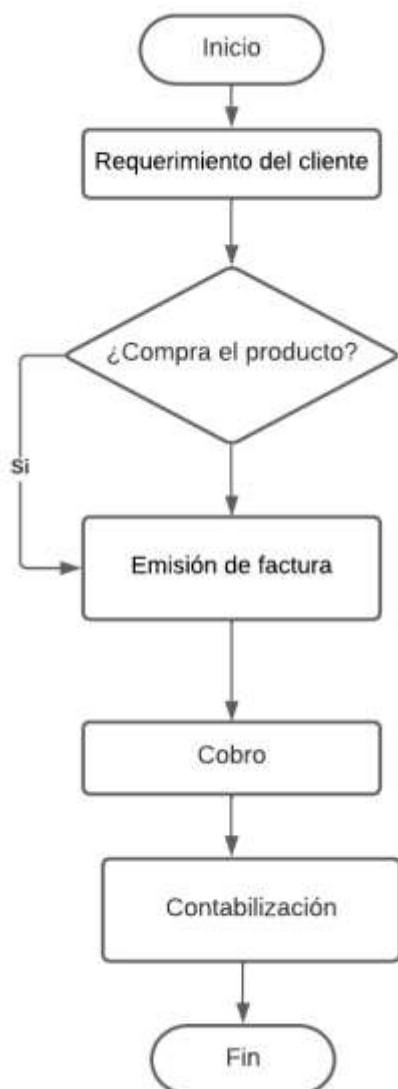 Inicio
Requerimiento del cliente
¿Compra el producto?
Si
Emisión de factura
Cobro
Contabilización
Fin